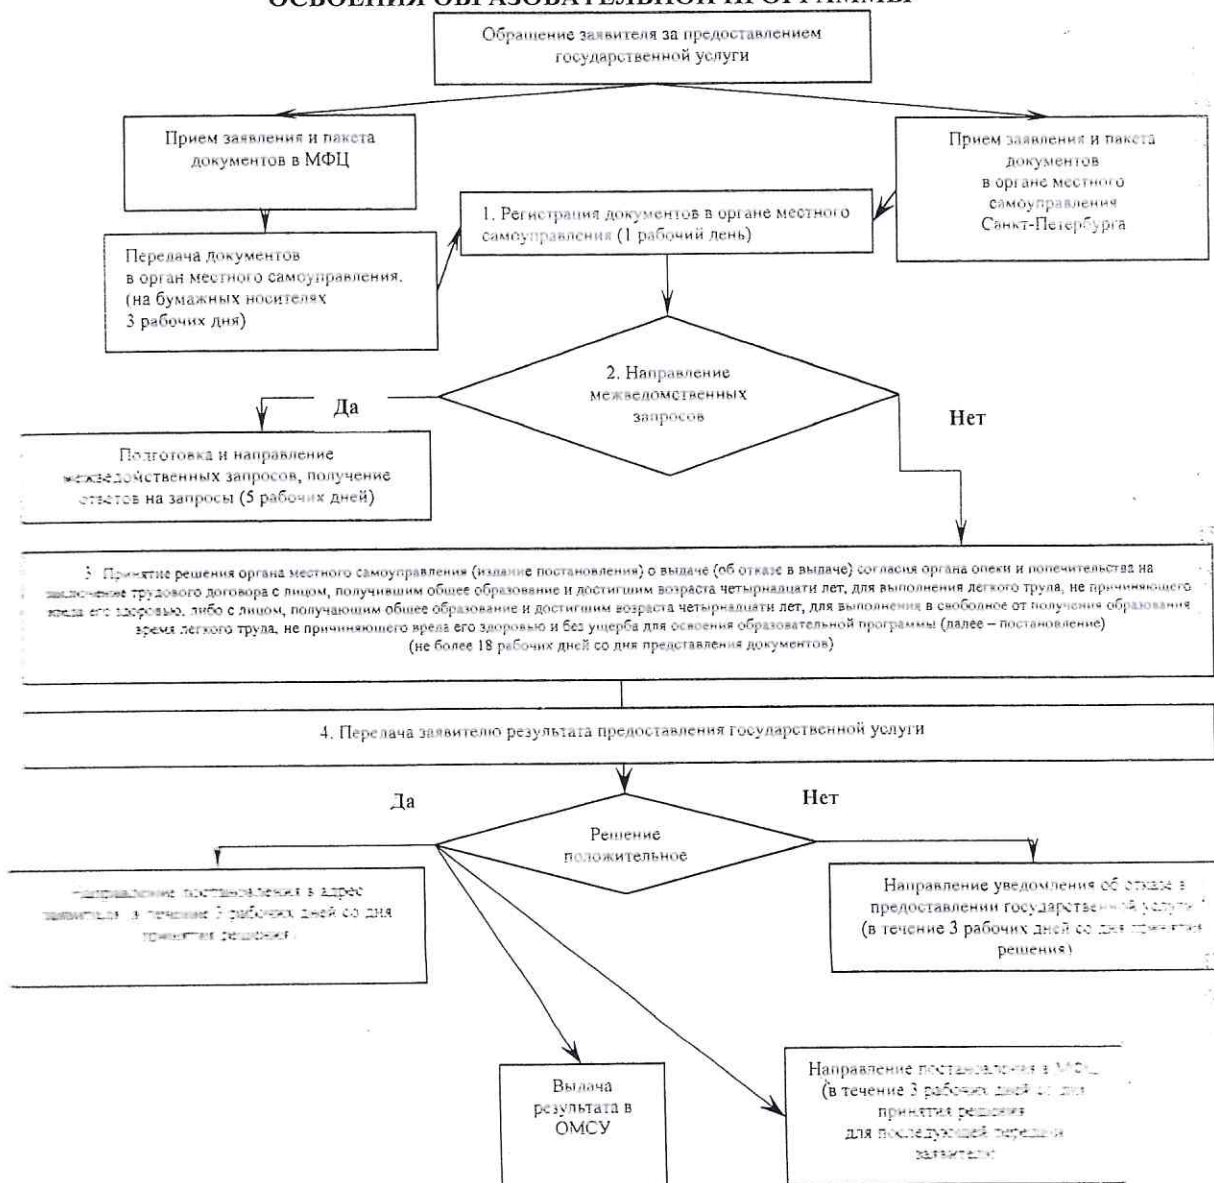 ОСВОЕНИЯ ОБРАЗОВАТЕЛЬНОЙ ПРОГРАММЫ
Обращение заявителя за предоставлением
государственной услуги
Прием заявления и пакета
документов в МФЦ
Прием заявления и пакета
документов
в органе местного
самоуправления
Санкт-Петербурга
1. Регистрация документов в органе местного
самоуправления (1 рабочий день)
Передача документов
в орган местного самоуправления.
(на бумажных носителях
3 рабочих дня)
2. Направление
межведомственных
запросов
Да
Нет
Подготовка и направление
межведомственных запросов, получение
ответов на запросы (5 рабочих дней)
3 Принятие решения органа местного самоуправления (издание постановления) о выдаче (об отказе в выдаче) согласия органа опеки и попечительства на
заключение трудового договора с лицом, получившим общее образование и достигшим возраста четырнадцати лет, для выполнения легкого труда, не причиняющего
вреда его здоровью, либо с лицом, получающим общее образование и достигшим возраста четырнадцати лет, для выполнения в свободное от получения образования
время легкого труда, не причиняющего вреда его здоровью и без ущерба для освоения образовательной программы (далее – постановление)
(не более 18 рабочих дней со дня представления документов)
4. Передача заявителю результата предоставления государственной услуги
Да
Нет
Решение
положительное
Направление постановления в адрес
заявителя в течение 3 рабочих дней со дня
принятия решения
Направление уведомления об отказе в
предоставлении государственной услуги
(в течение 3 рабочих дней со дня принятия
решения)
Выдача
результата в
ОМСУ
Направление постановления в МФЦ
(в течение 3 рабочих дней со дня
принятия решения
для последующей передачи
заявителю